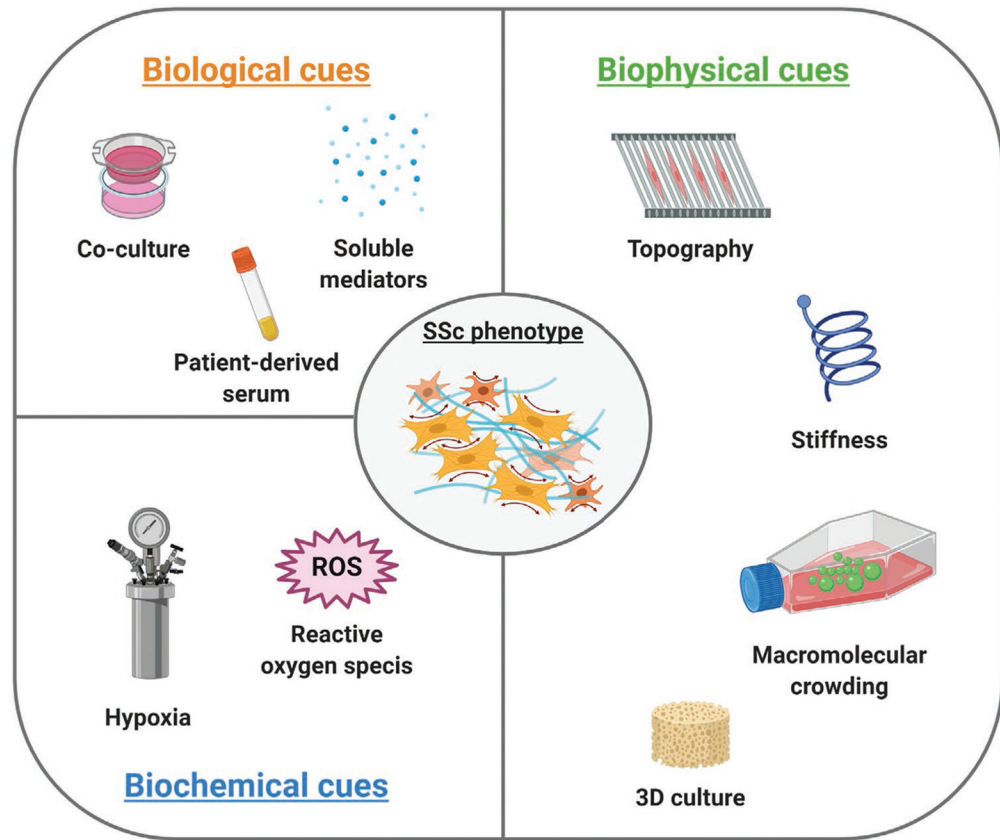 Biological cues
Co-culture
Soluble
mediators
Patient-derived
serum
Biophysical cues
Topography
Stiffness
Macromolecular
crowding
3D culture
SSc phenotype
ROS
Reactive
oxygen specis
Hypoxia
Biochemical cues